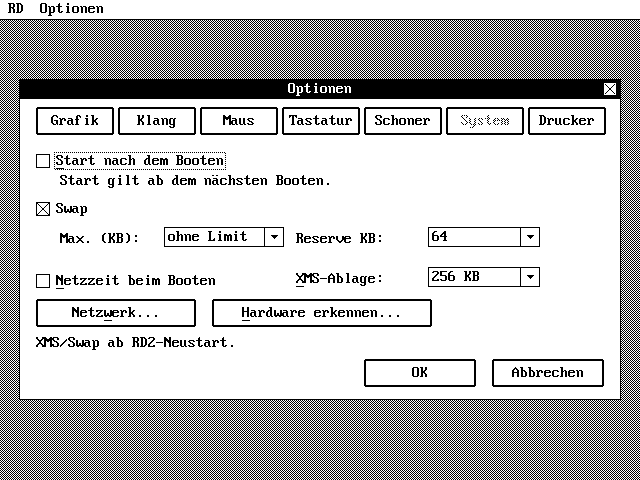 RD Optionen
Optionen
Grafik Klang Maus Tastatur Schoner System Drucker
Start nach dem Booten
Start gilt ab dem nächsten Booten.
Swap
Max. (KB): ohne Limit Reserve KB: 64
Netzzeit beim Booten XMS-Ablage: 256 KB
Netzwerk... Hardware erkennen...
XMS/Swap ab RD2-Neustart.
OK Abbrechen